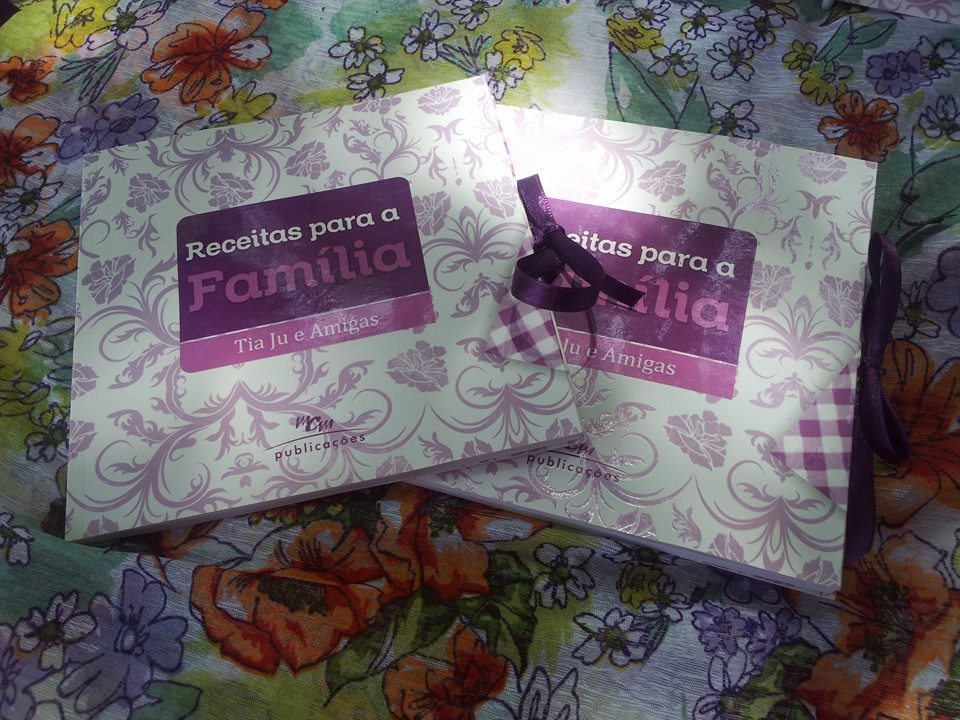 Receitas para a
Família
Tia Ju e Amigas
mcm
publicações
eitas para a
ília
Ju e Amigas
publicações